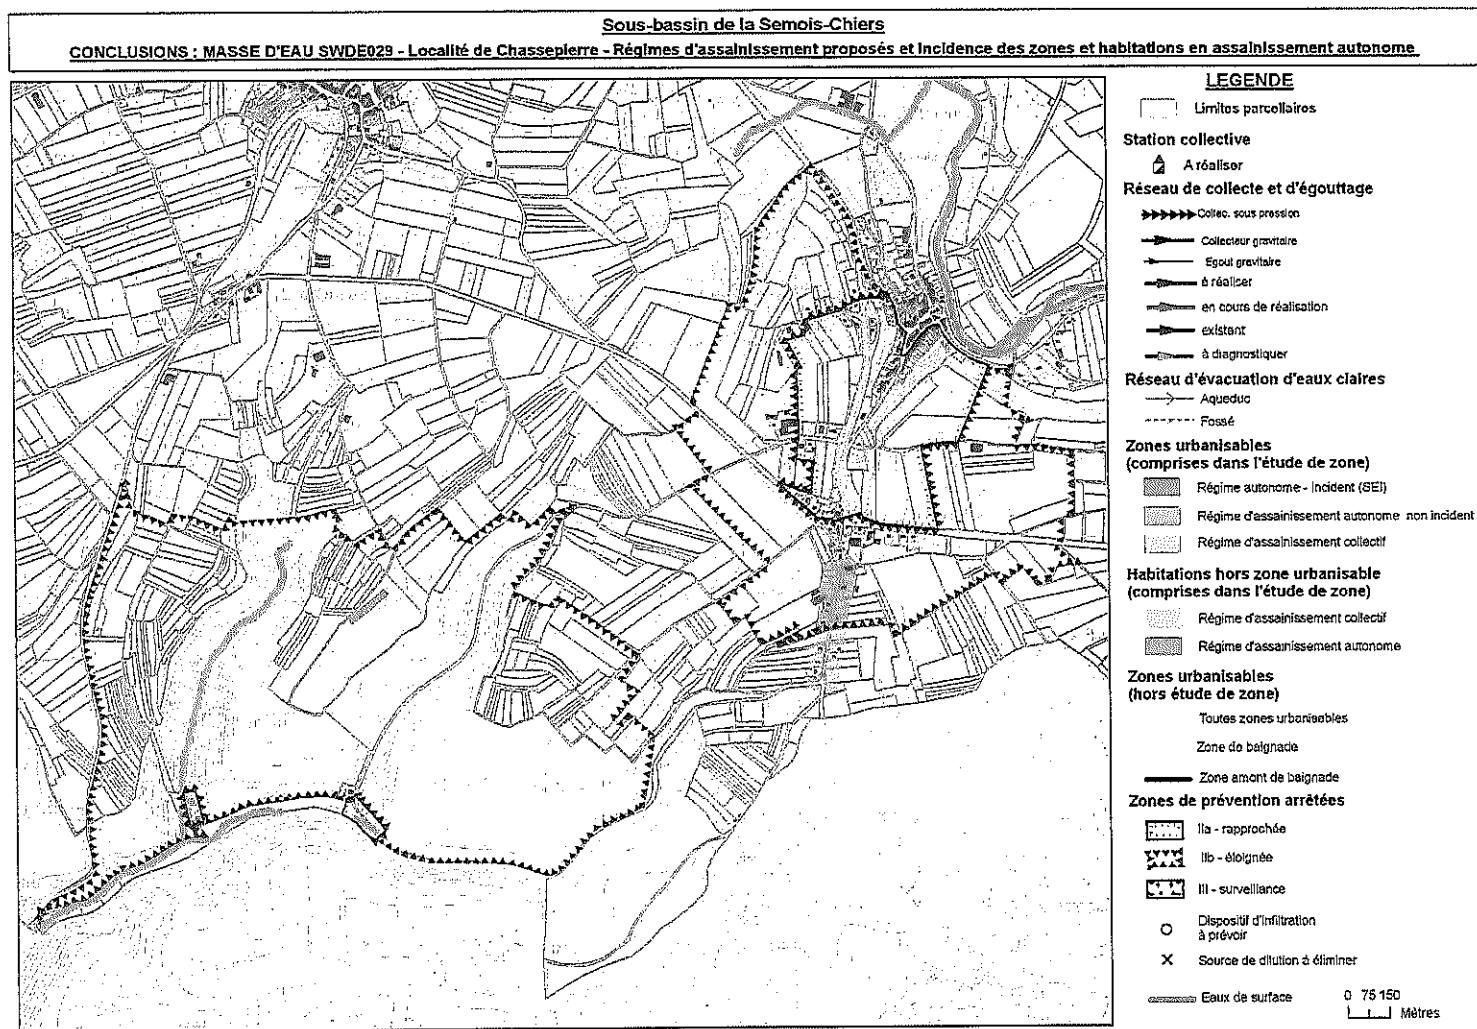 Sous-bassin de la Semois-Chiers
CONCLUSIONS : MASSE D'EAU SWDE029 - Localité de Chassepierre - Régimes d'assainissement proposés et incidence des zones et habitations en assainissement autonome
LEGENDE
Limites parcellaires
Station collective
A réaliser
Réseau de collecte et d'égouttage
Collec. sous pression
Collecteur gravitaire
Egout gravitaire
à réaliser
en cours de réalisation
existant
à diagnostiquer
Réseau d'évacuation d'eaux claires
Aqueduc
Fossé
Zones urbanisables
(comprises dans l'étude de zone)
Régime autonome - Incident (SEI)
Régime d'assainissement autonome non incident
Régime d'assainissement collectif
Habitations hors zone urbanisable
(comprises dans l'étude de zone)
Régime d'assainissement collectif
Régime d'assainissement autonome
Zones urbanisables
(hors étude de zone)
Toutes zones urbanisables
Zone de baignade
Zone amont de baignade
Zones de prévention arrêtées
IIa - rapprochée
IIb - éloignée
III - surveillance
Dispositif d'infiltration
à prévoir
Source de dilution à éliminer
Eaux de surface
0 75 150
Mètres